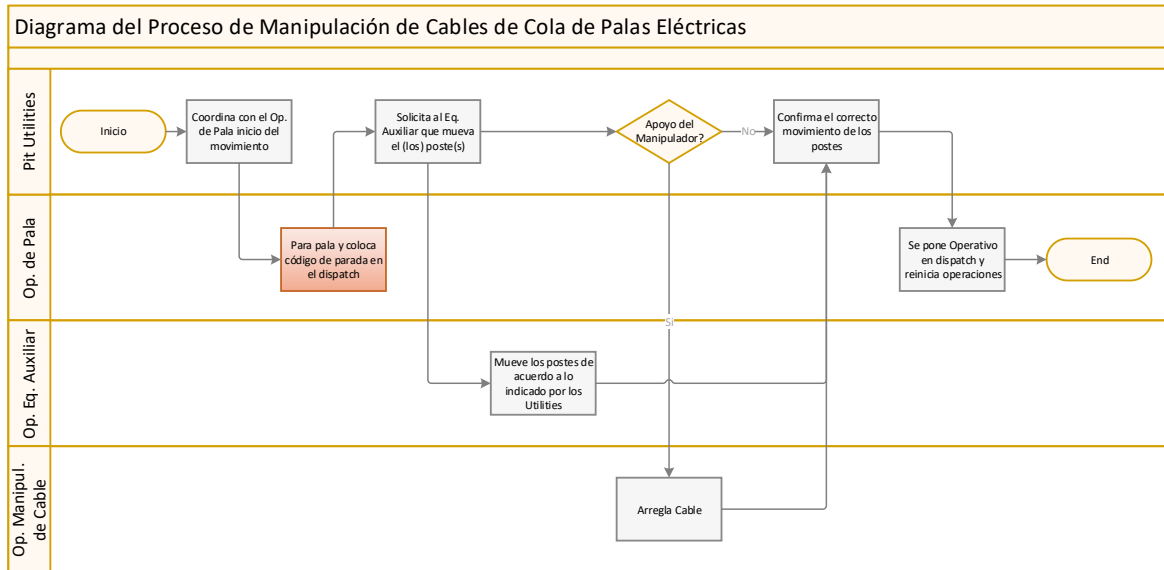 Diagrama del Proceso de Manipulación de Cables de Cola de Palas Eléctricas
Pit Utilities
Inicio
Coordina con el Op.
de Pala inicio del
movimiento
Solicita al Eq.
Auxiliar que mueva
el (los) poste(s)
Apoyo del
Manipulador?
No
Confirma el correcto
movimiento de los
postes
Op. de Pala
Para pala y coloca
código de parada en
el dispatch
Se pone Operativo
en dispatch y
reinicia operaciones
End
Si
Op. Eq. Auxiliar
Mueve los postes de
acuerdo a lo
indicado por los
Utilities
Op. Manipul.
de Cable
Arregla Cable